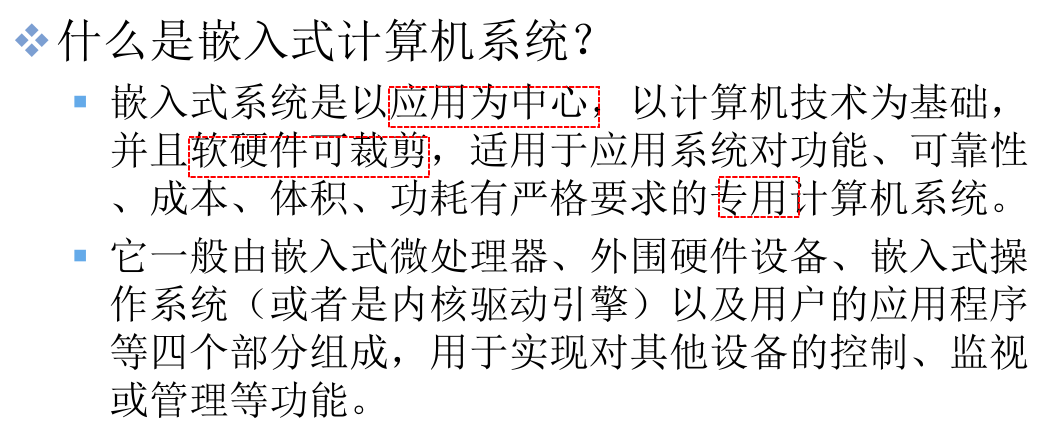 什么是嵌入式计算机系统？
嵌入式系统是以应用为中心，以计算机技术为基础，
并且软硬件可裁剪，适用于应用系统对功能、可靠性
、成本、体积、功耗有严格要求的专用计算机系统。
它一般由嵌入式微处理器、外围硬件设备、嵌入式操
作系统（或者是内核驱动引擎）以及用户的应用程序
等四个部分组成，用于实现对其他设备的控制、监视
或管理等功能。